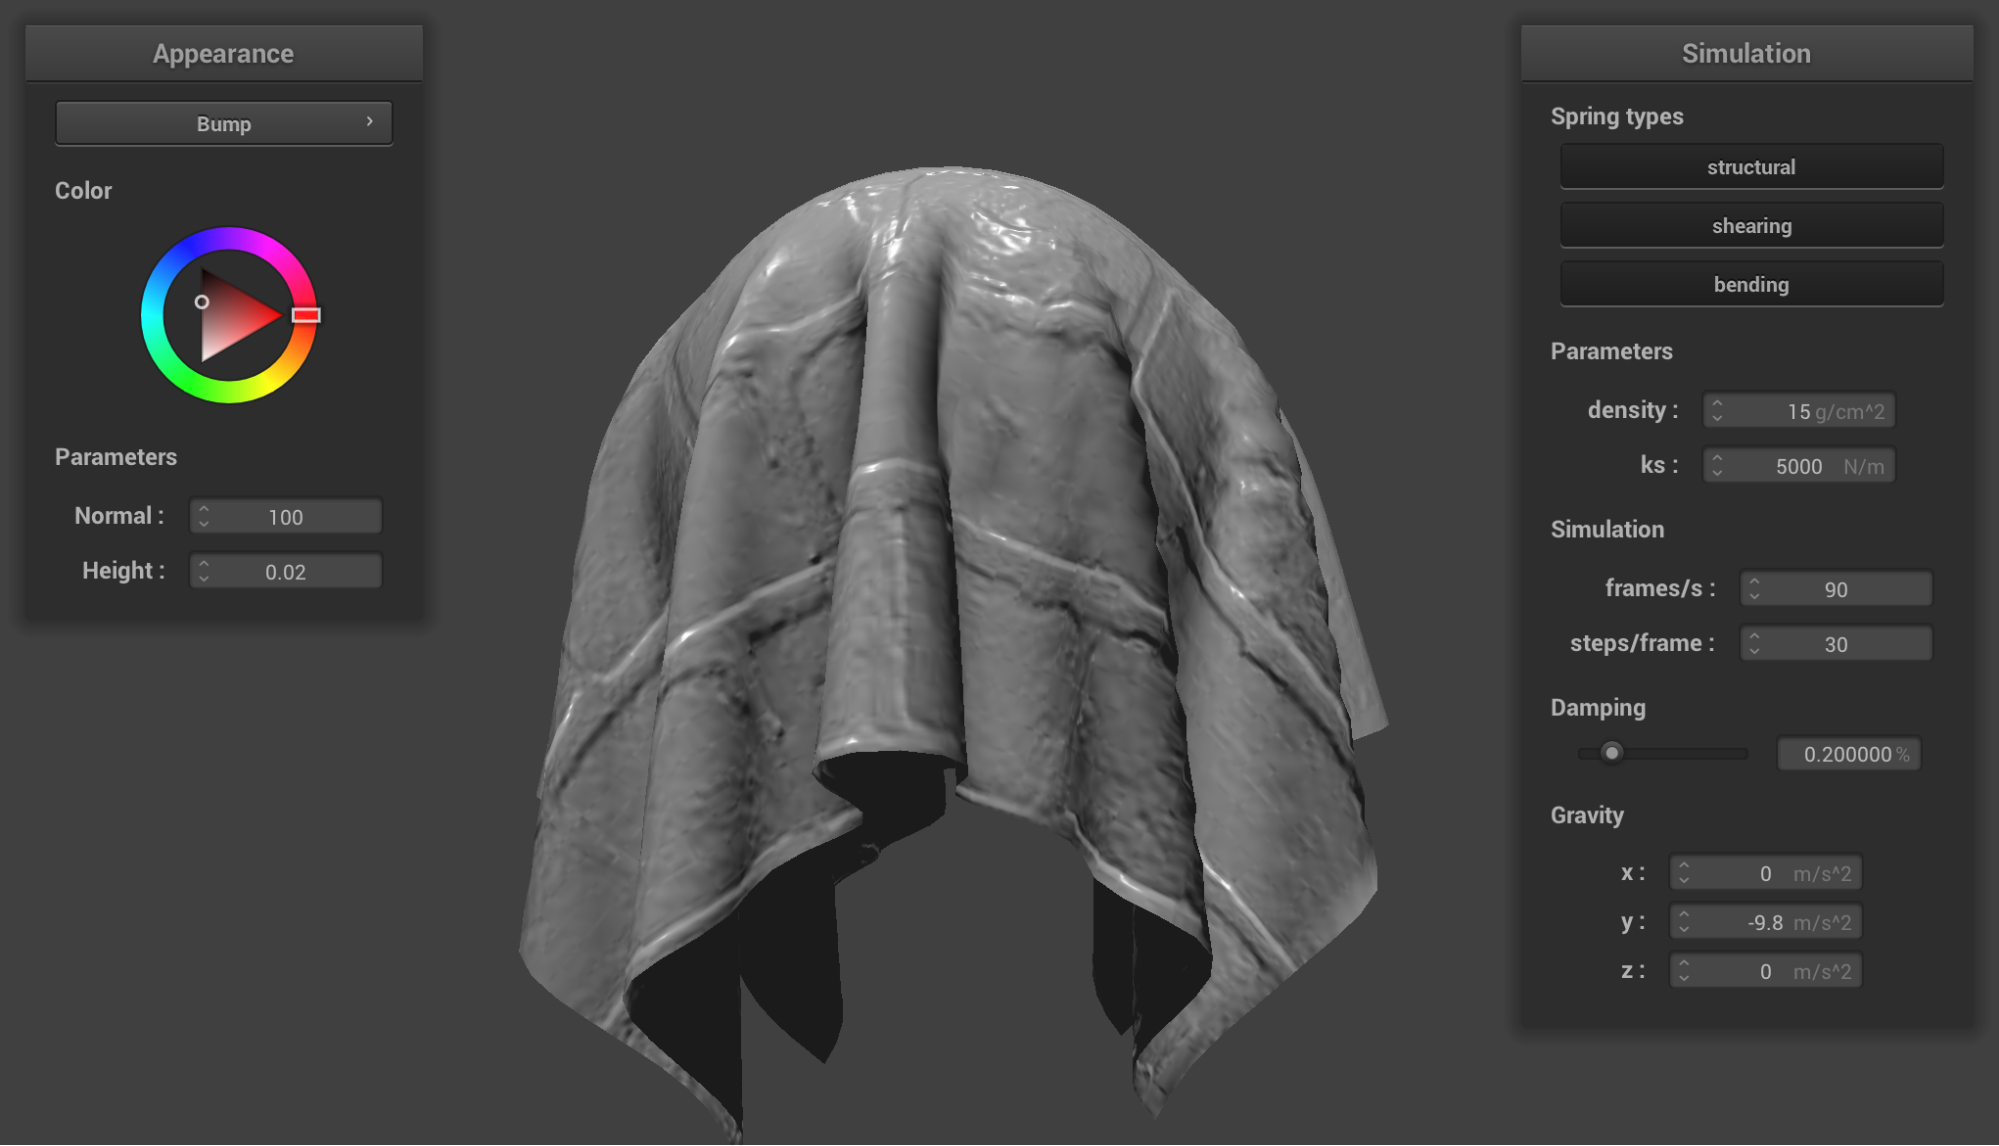 Appearance
Bump
Color
Parameters
Normal : 100
Height : 0.02
Simulation
Spring types
structural
shearing
bending
Parameters
density : 15 g/cm^2
ks : 5000 N/m
Simulation
frames/s : 90
steps/frame : 30
Damping
0.200000 %
Gravity
x : 0 m/s^2
y : -9.8 m/s^2
z : 0 m/s^2